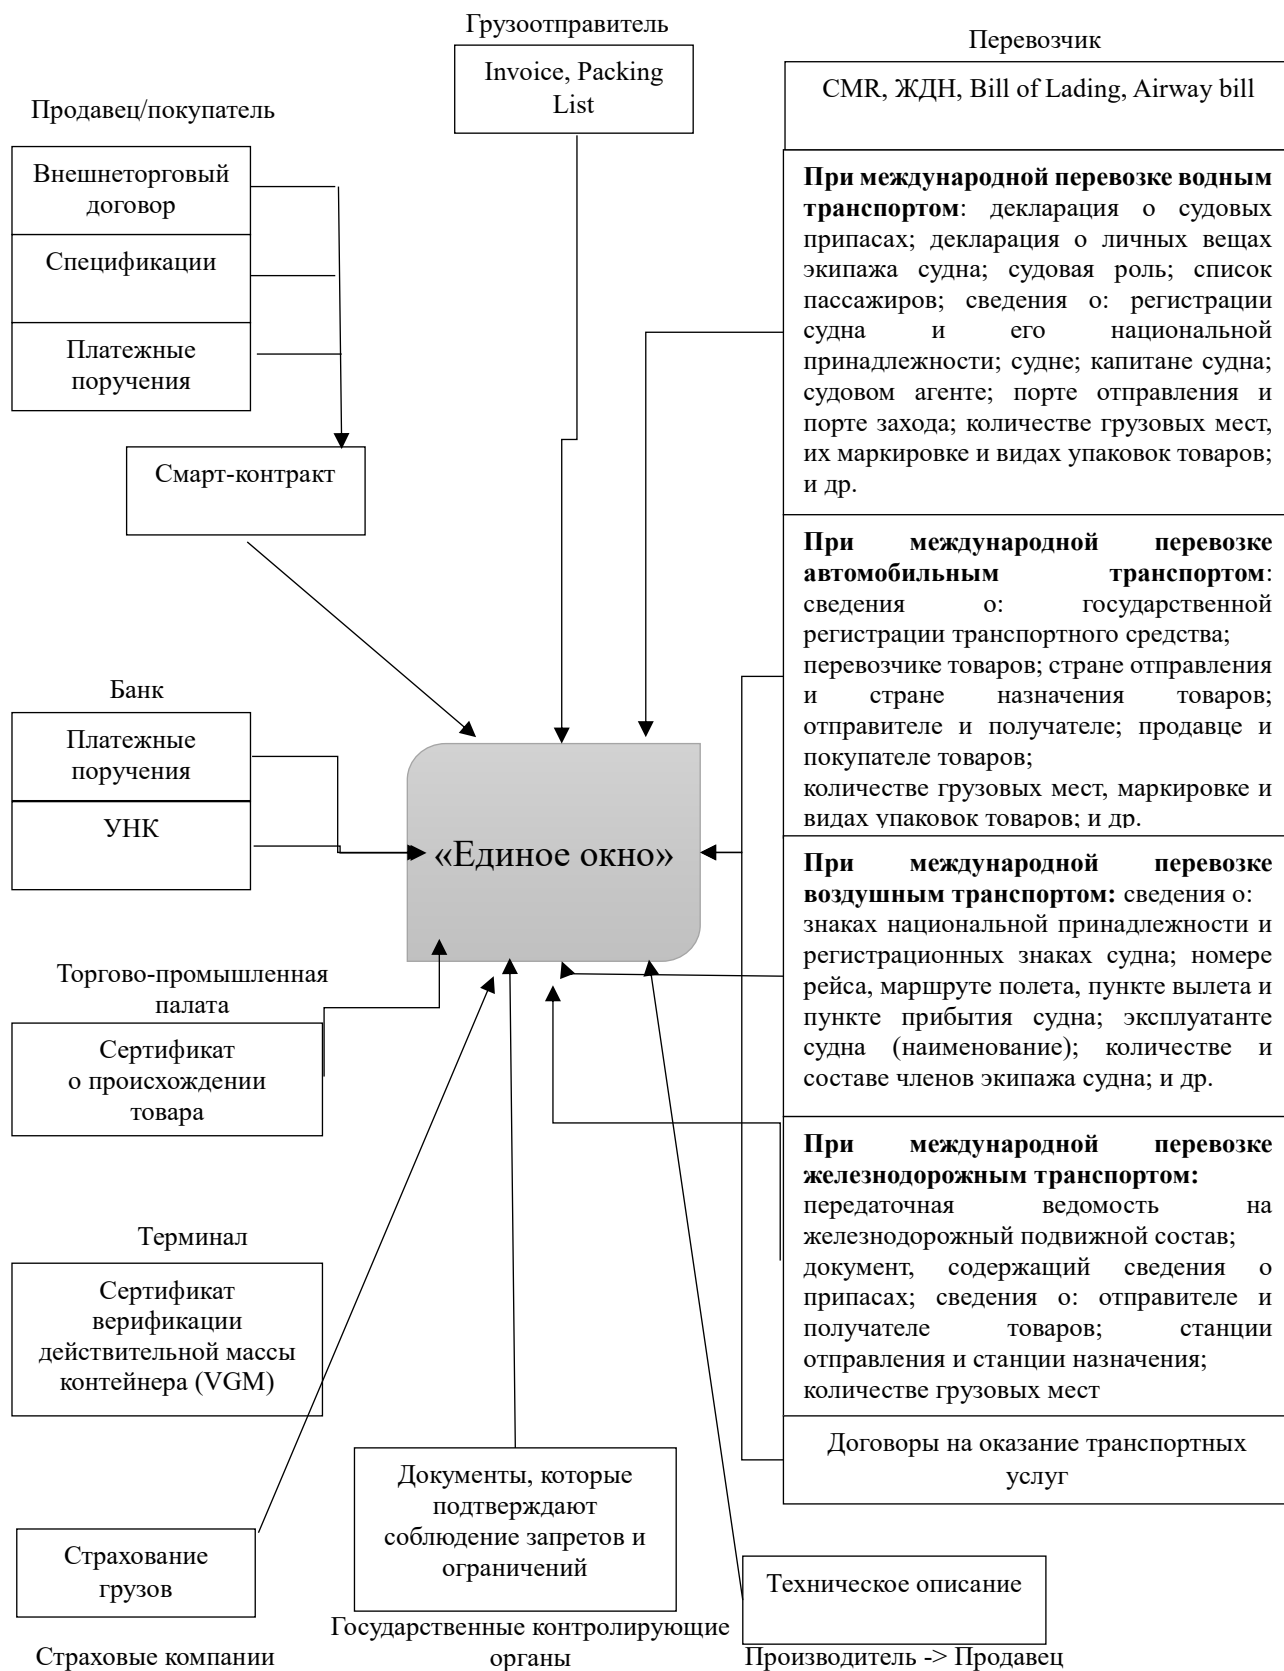 Грузоотправитель
Invoice, Packing
List
Перевозчик
CMR, ЖДН, Bill of Lading, Airway bill
Продавец/покупатель
Внешнеторговый
договор
Спецификации
Платежные
поручения
Смарт-контракт
При международной перевозке водным
транспортом: декларация о судовых
припасах; декларация о личных вещах
экипажа судна; судовая роль; список
пассажиров; сведения о: регистрации
судна и его национальной
принадлежности; судне; капитане судна;
судовом агенте; порте отправления и
порте захода; количестве грузовых мест,
их маркировке и видах упаковок товаров;
и др.
При международной перевозке
автомобильным транспортом:
сведения о: государственной
регистрации транспортного средства;
перевозчике товаров; стране отправления
и стране назначения товаров;
отправителе и получателе; продавце и
покупателе товаров;
количестве грузовых мест, маркировке и
видах упаковок товаров; и др.
Банк
Платежные
поручения
УНК
«Единое окно»
При международной перевозке
воздушным транспортом: сведения о:
знаках национальной принадлежности и
регистрационных знаках судна; номере
рейса, маршруте полета, пункте вылета и
пункте прибытия судна; эксплуатанте
судна (наименование); количестве и
составе членов экипажа судна; и др.
Торгово-промышленная
палата
Сертификат
о происхождении
товара
При международной перевозке
железнодорожным транспортом:
передаточная ведомость на
железнодорожный подвижной состав;
документ, содержащий сведения о
припасах; сведения о: отправителе и
получателе товаров; станции
отправления и станции назначения;
количестве грузовых мест
Терминал
Сертификат
верификации
действительной массы
контейнера (VGM)
Договоры на оказание транспортных
услуг
Документы, которые
подтверждают
соблюдение запретов и
ограничений
Государственные контролирующие
органы
Страхование
грузов
Страховые компании
Техническое описание
Производитель -> Продавец